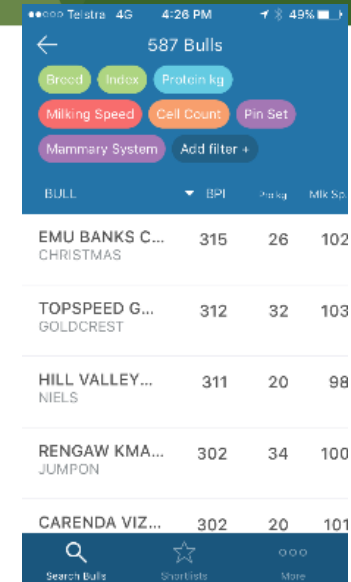 Telstra 4G 4:26 PM 49%
587 Bulls
Breed Index Protein kg
Milking Speed Cell Count Pin Set
Mammary System Add filter +
BULL BPI Pro kg Mlk Sp.
EMU BANKS C... 315 26 102
CHRISTMAS
TOPSPEED G... 312 32 103
GOLDCREST
HILL VALLEY... 311 20 98
NIELS
RENGAW KMA... 302 34 100
JUMPON
CARENDA VIZ... 302 20 101
Search Bulls Shortlists More